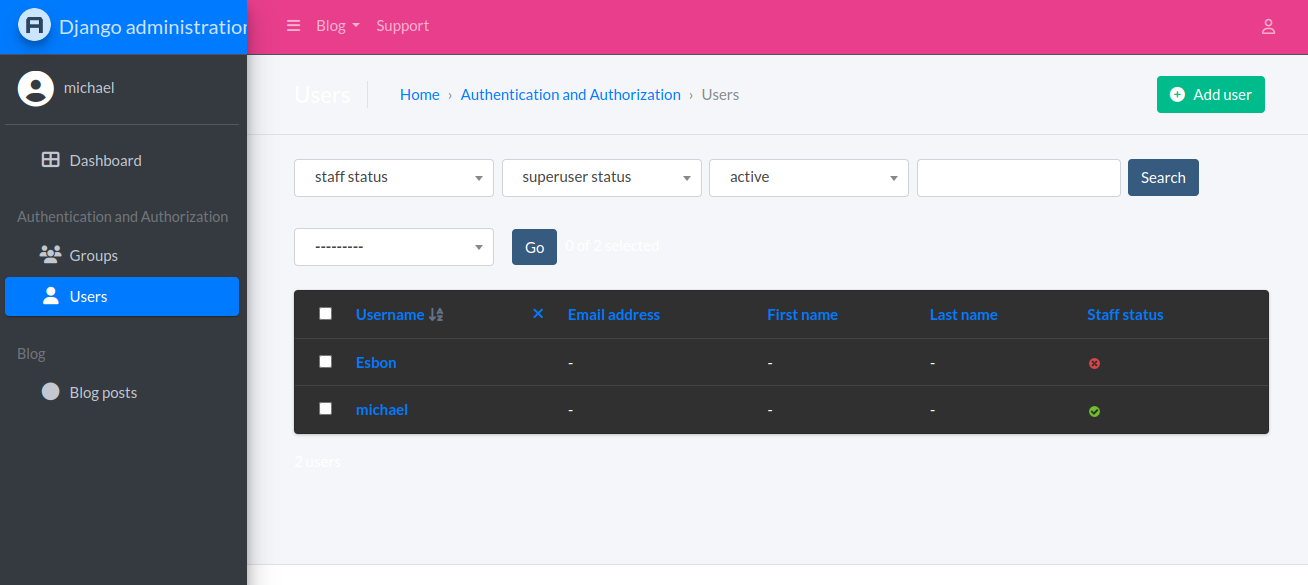 Django administration
Blog Support
michael
Users Home › Authentication and Authorization › Users Add user
Dashboard
staff status superuser status active Search
Authentication and Authorization
Groups
--------- Go 0 of 2 selected
Users
Username Email address First name Last name Staff status
Blog
Esbon - - -
Blog posts
michael - - -
2 users